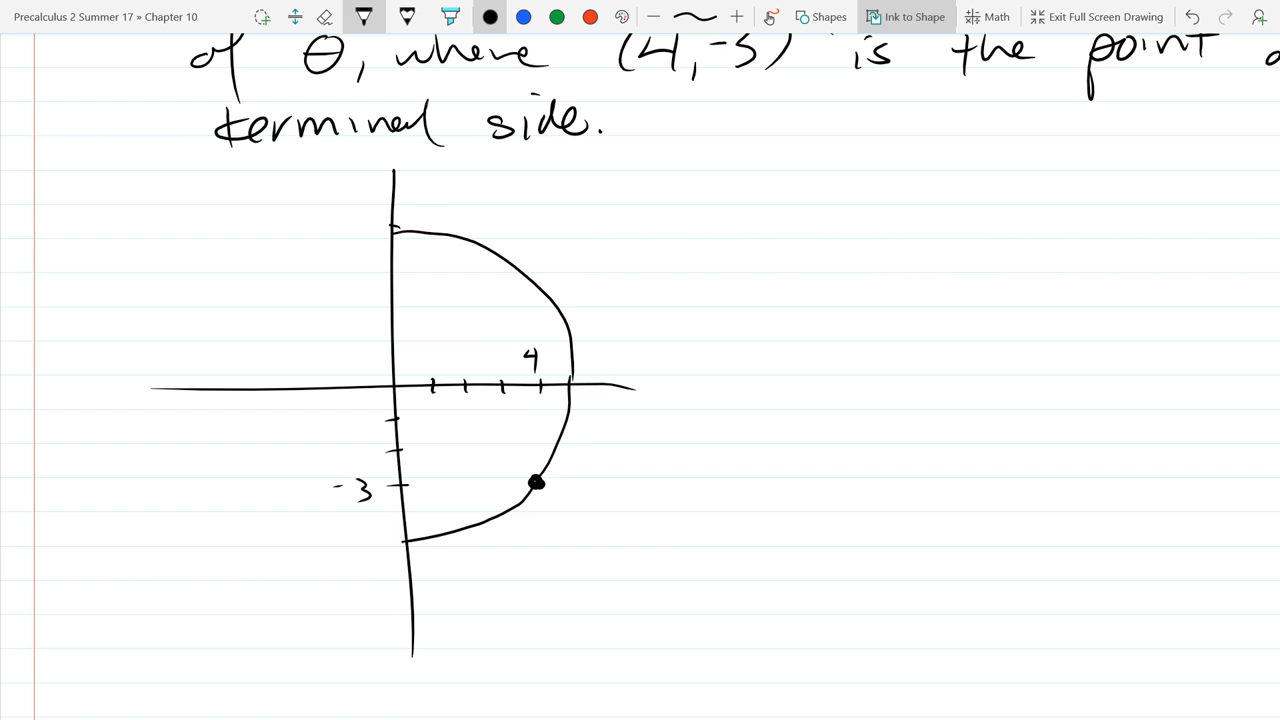 Precalculus 2 Summer 17 » Chapter 10
Shapes
Ink to Shape
Math
Exit Full Screen Drawing
of θ, where (4,-3) is the point
terminal side.
4
-3